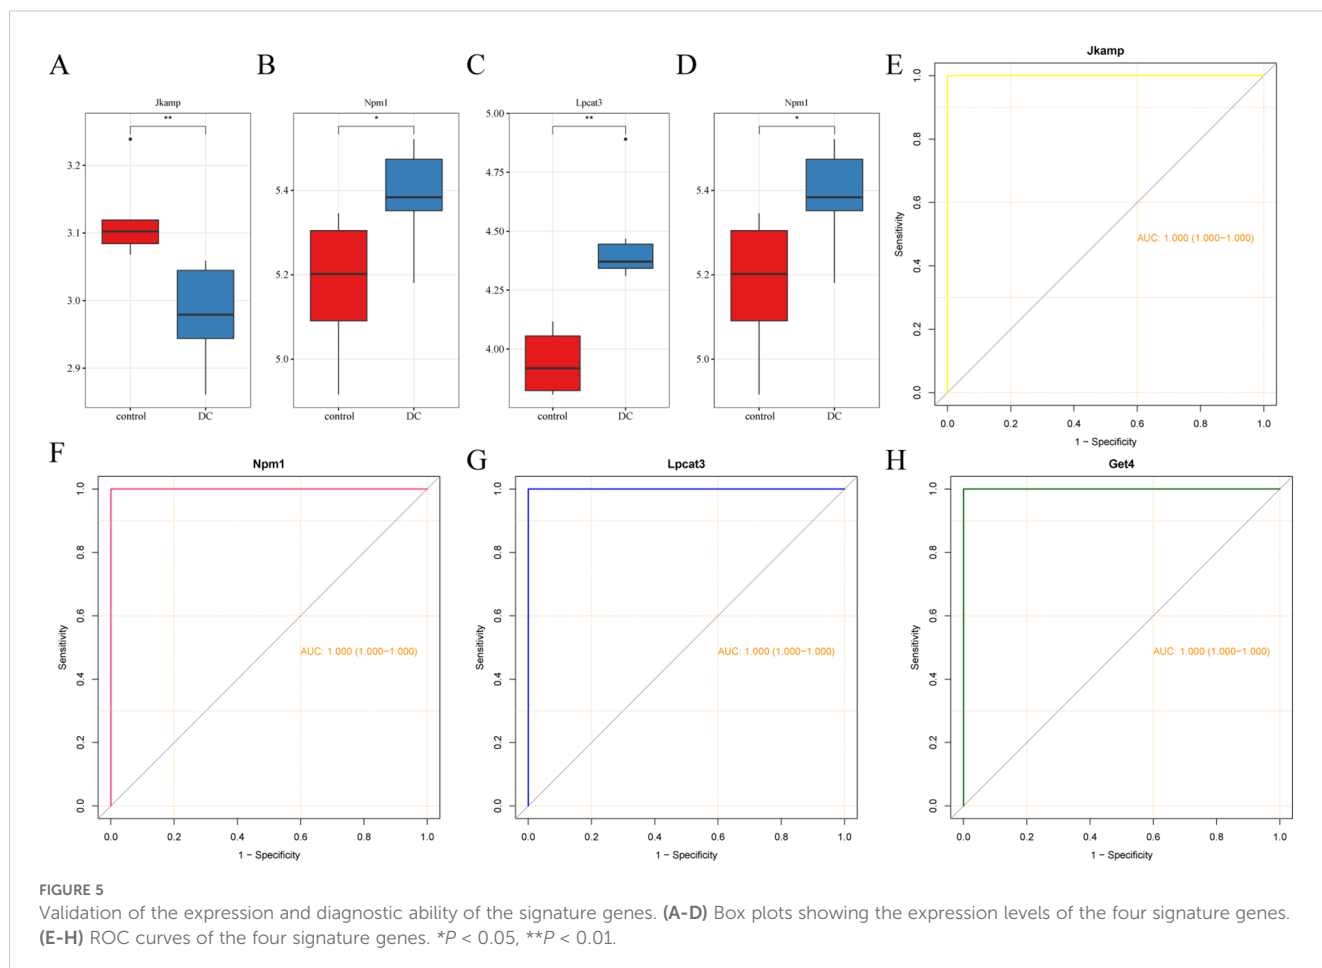 A
B
C
D
E
Jkamp
**
3.2
3.1
3.0
2.9
control
DC
Npm1
*
5.4
5.2
5.0
control
DC
Lpcat3
**
5.00
4.75
4.50
4.25
4.00
control
DC
Npm1
*
5.4
5.2
5.0
control
DC
Jkamp
Sensitivity
1.0
0.8
0.6
0.4
0.2
0.0
AUC: 1.000 (1.000−1.000)
0.0 0.2 0.4 0.6 0.8 1.0
1 − Specificity
F
Npm1
Sensitivity
1.0
0.8
0.6
0.4
0.2
0.0
AUC: 1.000 (1.000−1.000)
0.0 0.2 0.4 0.6 0.8 1.0
1 − Specificity
G
Lpcat3
Sensitivity
1.0
0.8
0.6
0.4
0.2
0.0
AUC: 1.000 (1.000−1.000)
0.0 0.2 0.4 0.6 0.8 1.0
1 − Specificity
H
Get4
Sensitivity
1.0
0.8
0.6
0.4
0.2
0.0
AUC: 1.000 (1.000−1.000)
0.0 0.2 0.4 0.6 0.8 1.0
1 − Specificity
FIGURE 5
Validation of the expression and diagnostic ability of the signature genes. (A-D) Box plots showing the expression levels of the four signature genes.
(E-H) ROC curves of the four signature genes. *P < 0.05, **P < 0.01.